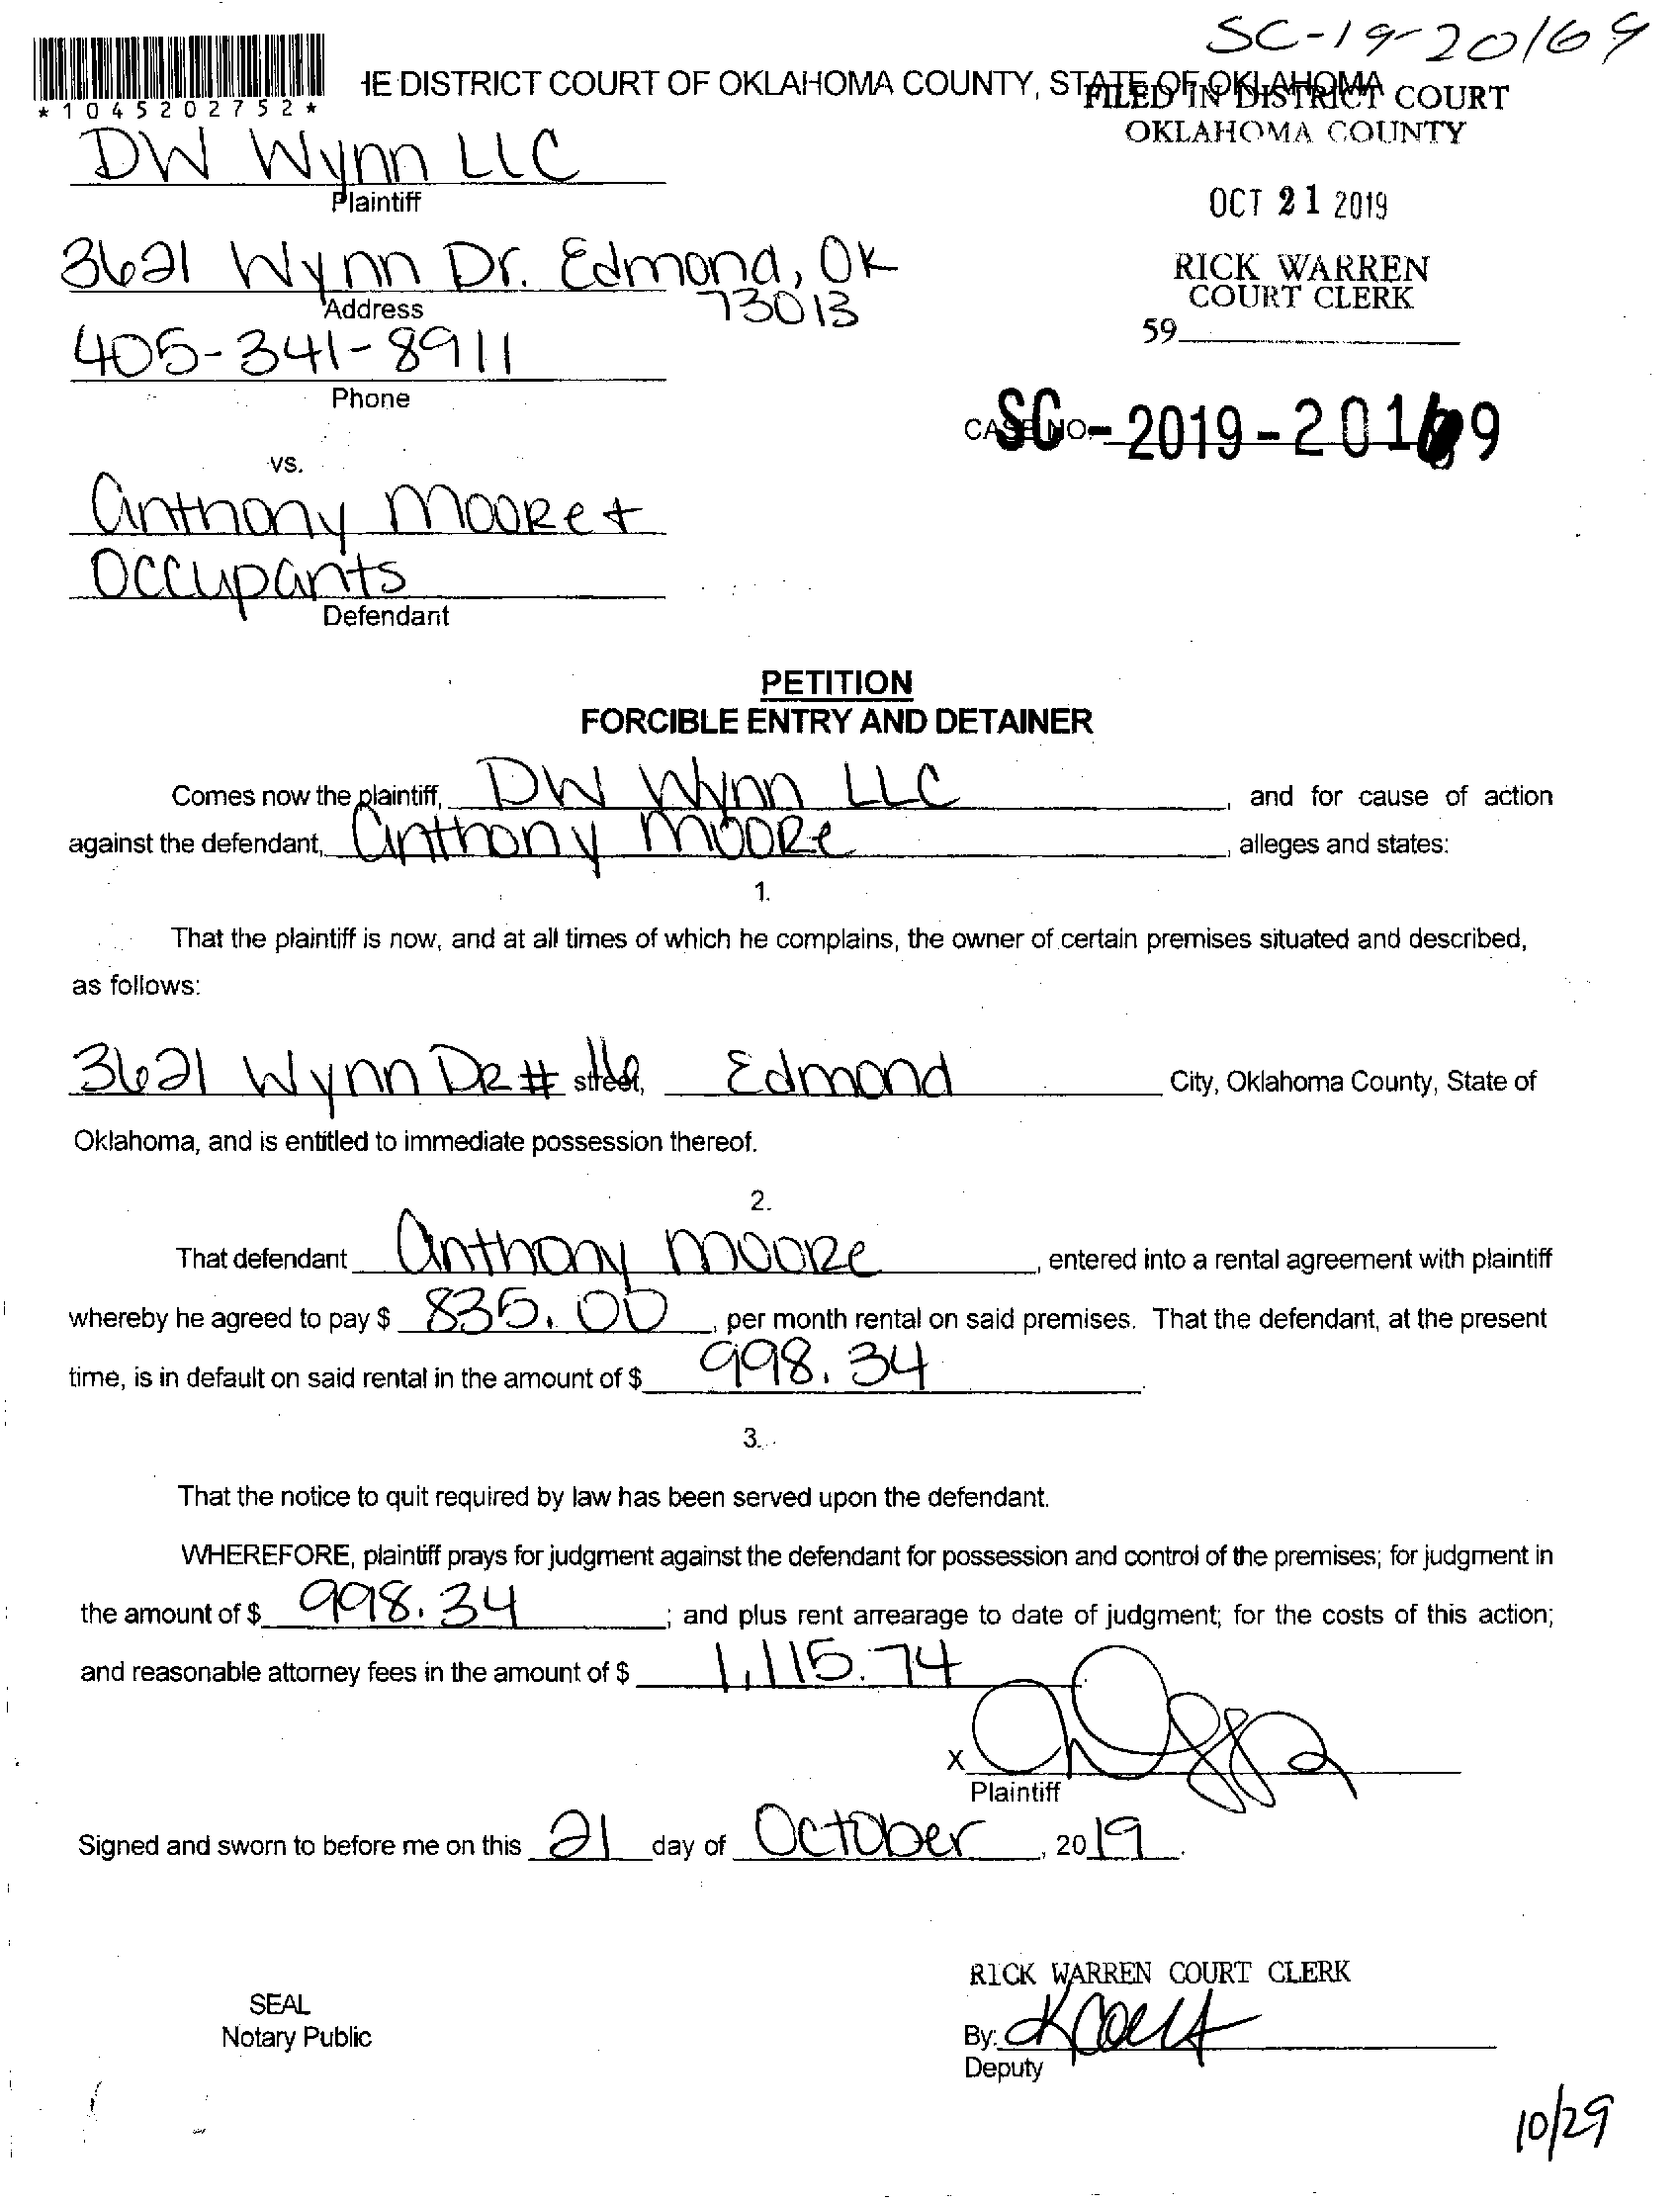 SC-19-20169
*1045202752*
IE DISTRICT COURT OF OKLAHOMA COUNTY, STATE OF OKLAHOMA
FILED IN DISTRICT COURT
OKLAHOMA COUNTY
DW Wynn LLC
Plaintiff
OCT 21 2019
3621 Wynn Dr. Edmond, OK
73013
Address
RICK WARREN
COURT CLERK
59
405-341-8911
Phone
CASE NO.
SC-2019-20169
vs.
Anthony Moore +
Occupants
Defendant
PETITION
FORCIBLE ENTRY AND DETAINER
Comes now the plaintiff, DW Wynn LLC, and for cause of action
against the defendant, Anthony Moore, alleges and states:
1.
That the plaintiff is now, and at all times of which he complains, the owner of certain premises situated and described,
as follows:
3621 Wynn DR # 116 street, Edmond City, Oklahoma County, State of
Oklahoma, and is entitled to immediate possession thereof.
2.
That defendant Anthony Moore, entered into a rental agreement with plaintiff
whereby he agreed to pay $ 835.00, per month rental on said premises. That the defendant, at the present
time, is in default on said rental in the amount of $ 998.34.
3.
That the notice to quit required by law has been served upon the defendant.
WHEREFORE, plaintiff prays for judgment against the defendant for possession and control of the premises; for judgment in
the amount of $ 998.34; and plus rent arrearage to date of judgment; for the costs of this action;
and reasonable attorney fees in the amount of $ 1,115.74.
X
Plaintiff
Signed and sworn to before me on this 21 day of October, 2019.
RICK WARREN COURT CLERK
SEAL
Notary Public
By:
Deputy
10/29